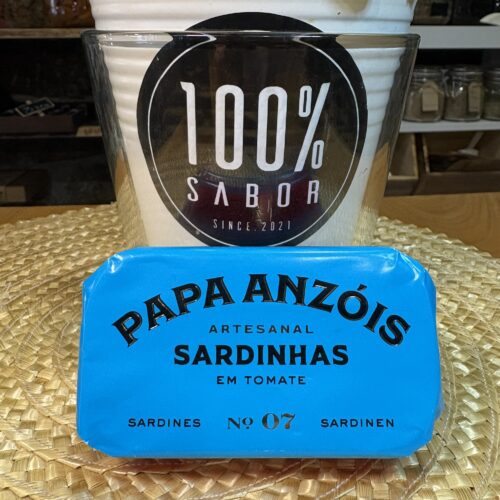 100%
SABOR
SINCE.2021
PAPA ANZÓIS
ARTESANAL
SARDINHAS
EM TOMATE
SARDINES Nº 07 SARDINEN